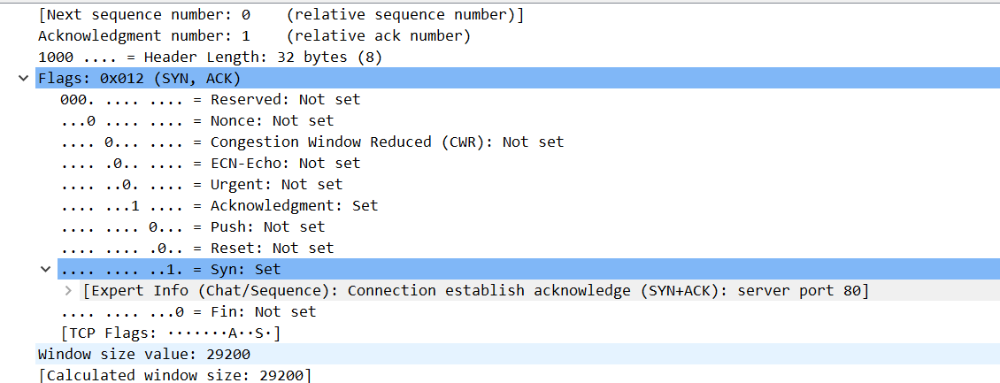 [Next sequence number: 0    (relative sequence number)]
Acknowledgment number: 1    (relative ack number)
1000 .... = Header Length: 32 bytes (8)
Flags: 0x012 (SYN, ACK)
000. .... .... = Reserved: Not set
...0 .... .... = Nonce: Not set
.... 0... .... = Congestion Window Reduced (CWR): Not set
.... .0.. .... = ECN-Echo: Not set
.... ..0. .... = Urgent: Not set
.... ...1 .... = Acknowledgment: Set
.... .... 0... = Push: Not set
.... .... .0.. = Reset: Not set
.... .... ..1. = Syn: Set
[Expert Info (Chat/Sequence): Connection establish acknowledge (SYN+ACK): server port 80]
.... .... ...0 = Fin: Not set
[TCP Flags: ·······A··S·]
Window size value: 29200
[Calculated window size: 29200]